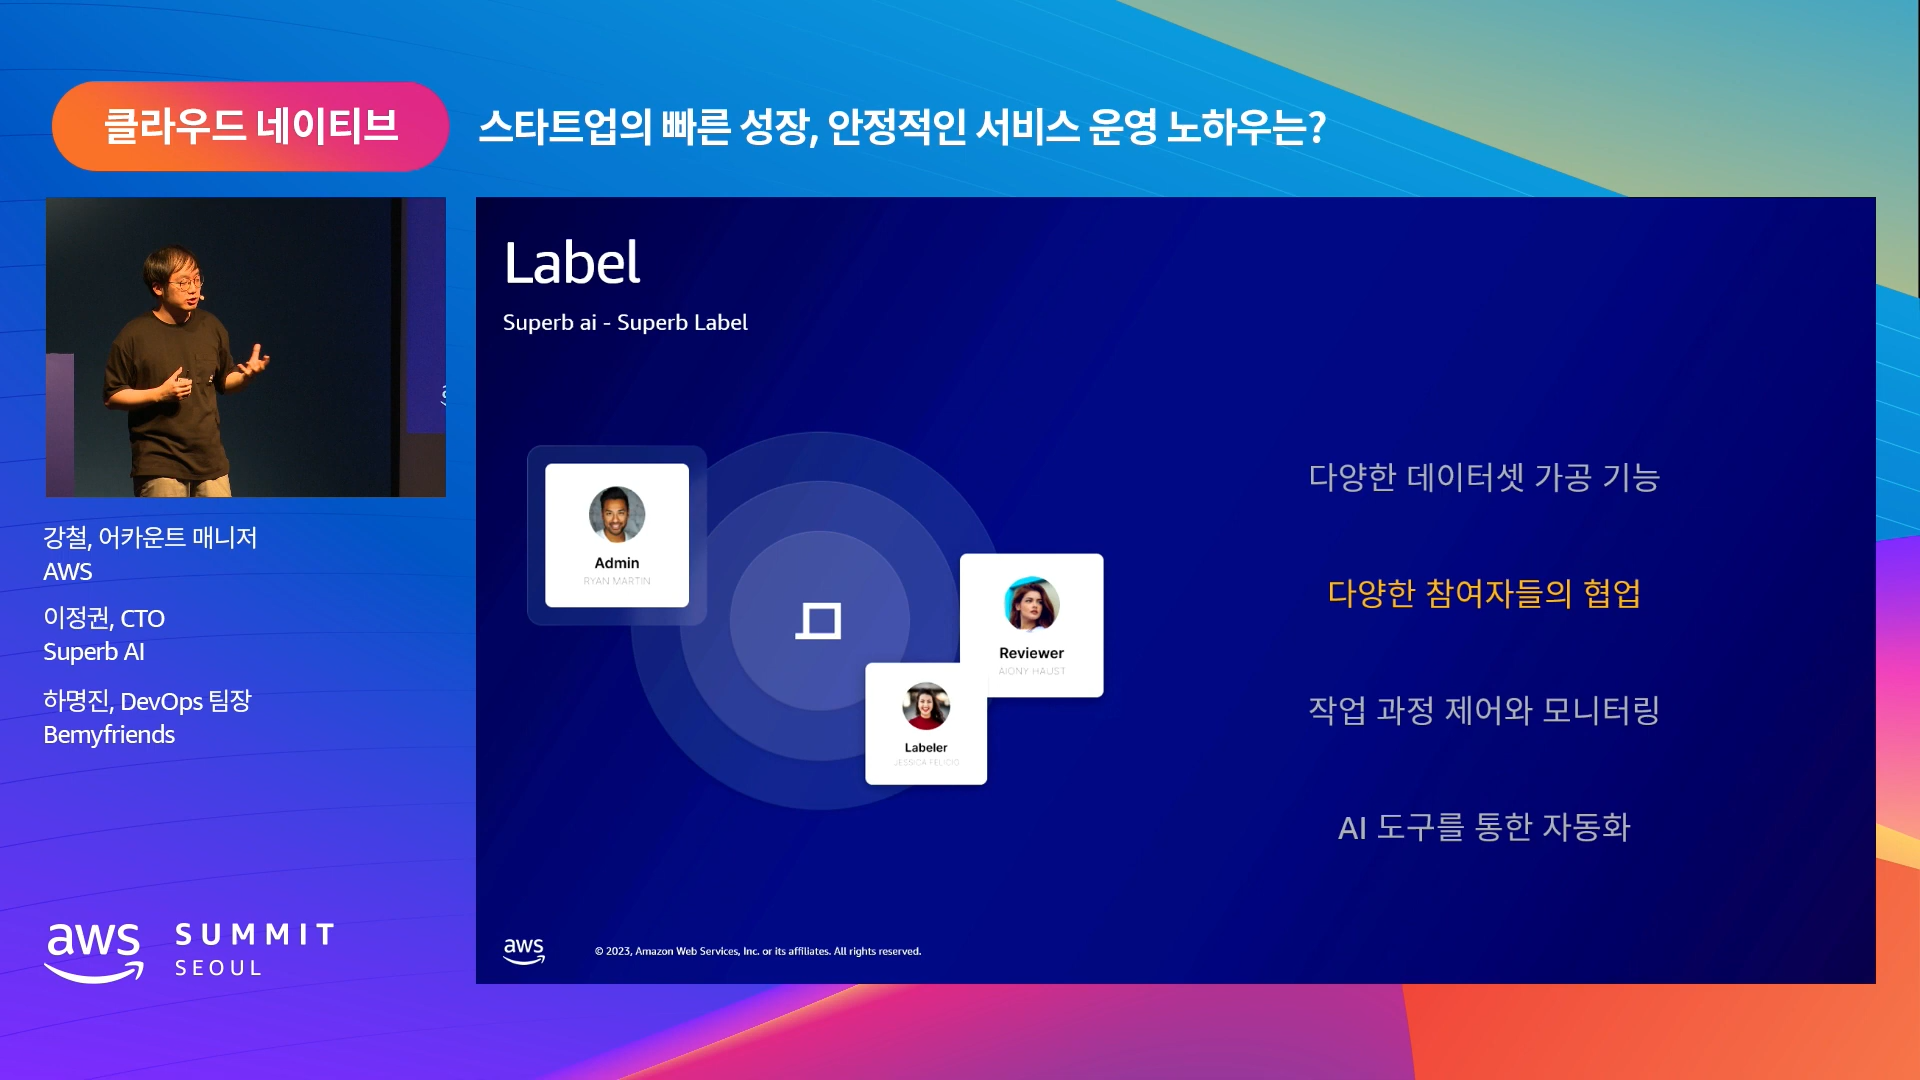 클라우드 네이티브
스타트업의 빠른 성장, 안정적인 서비스 운영 노하우는?
강철, 어카운트 매니저
AWS
이정권, CTO
Superb AI
하명진, DevOps 팀장
Bemyfriends
aws SUMMIT
SEOUL
Label
Superb ai - Superb Label
Admin
RYAN MARTIN
Reviewer
AIONY HAUST
Labeler
JESSICA FELICIO
다양한 데이터셋 가공 기능
다양한 참여자들의 협업
작업 과정 제어와 모니터링
AI 도구를 통한 자동화
aws
© 2023, Amazon Web Services, Inc. or its affiliates. All rights reserved.